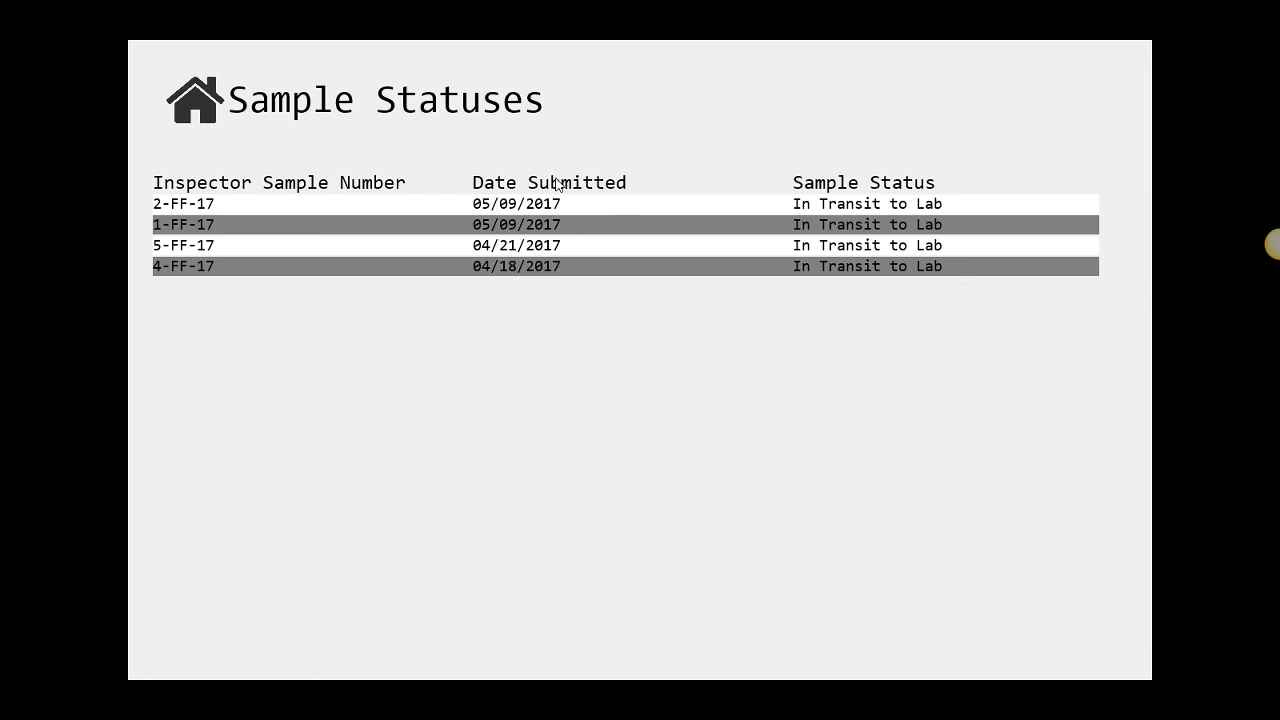 Sample Statuses
Inspector Sample Number Date Submitted Sample Status
2-FF-17 05/09/2017 In Transit to Lab
1-FF-17 05/09/2017 In Transit to Lab
5-FF-17 04/21/2017 In Transit to Lab
4-FF-17 04/18/2017 In Transit to Lab